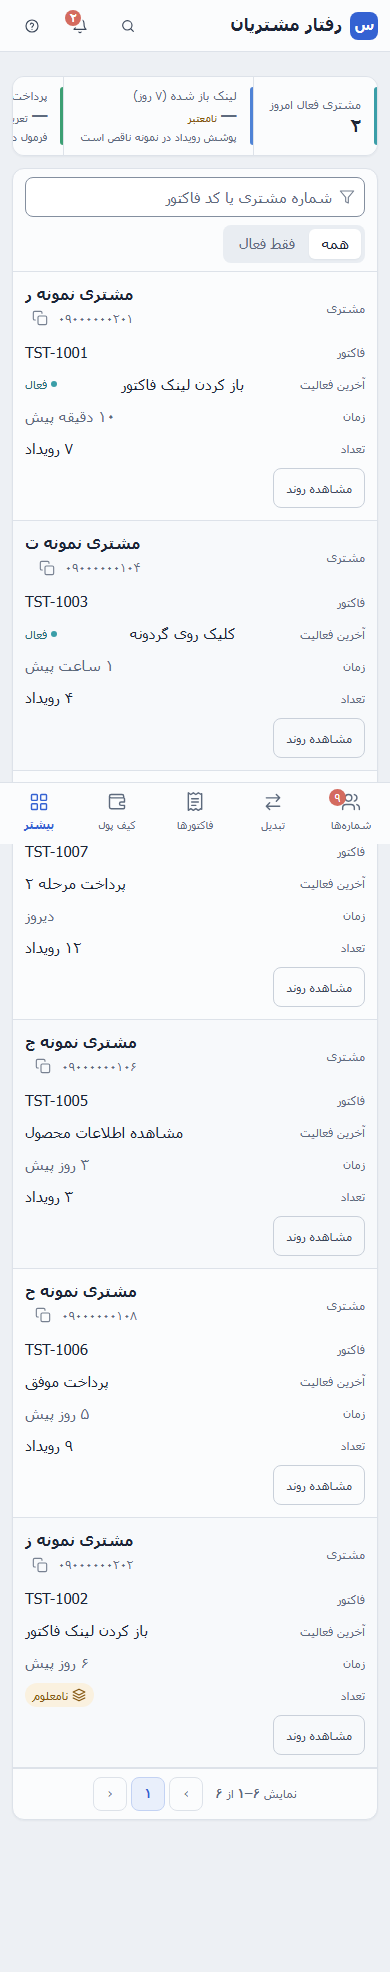 س رفتار مشتریان ۲
مشتری فعال امروز
۲
لینک باز شده (۷ روز)
— نامعتبر
پوشش رویداد در نمونه ناقص است
پرداخت
— تعر
فرمول د
شماره مشتری یا کد فاکتور
همه فقط فعال
مشتری مشتری نمونه ر
۰۹۰۰۰۰۰۰۲۰۱
فاکتور TST-1001
آخرین فعالیت باز کردن لینک فاکتور فعال
زمان ۱۰ دقیقه پیش
تعداد ۷ رویداد
مشاهده روند
مشتری مشتری نمونه ت
۰۹۰۰۰۰۰۰۱۰۴
فاکتور TST-1003
آخرین فعالیت کلیک روی گردونه فعال
زمان ۱ ساعت پیش
تعداد ۴ رویداد
مشاهده روند
شماره‌ها ۹ تبدیل فاکتورها کیف پول بیشتر
فاکتور TST-1007
آخرین فعالیت پرداخت مرحله ۲
زمان دیروز
تعداد ۱۲ رویداد
مشاهده روند
مشتری مشتری نمونه ج
۰۹۰۰۰۰۰۰۱۰۶
فاکتور TST-1005
آخرین فعالیت مشاهده اطلاعات محصول
زمان ۳ روز پیش
تعداد ۳ رویداد
مشاهده روند
مشتری مشتری نمونه ح
۰۹۰۰۰۰۰۰۱۰۸
فاکتور TST-1006
آخرین فعالیت پرداخت موفق
زمان ۵ روز پیش
تعداد ۹ رویداد
مشاهده روند
مشتری مشتری نمونه ز
۰۹۰۰۰۰۰۰۲۰۲
فاکتور TST-1002
آخرین فعالیت باز کردن لینک فاکتور
زمان ۶ روز پیش
تعداد نامعلوم
مشاهده روند
نمایش ۱–۶ از ۶ ۱